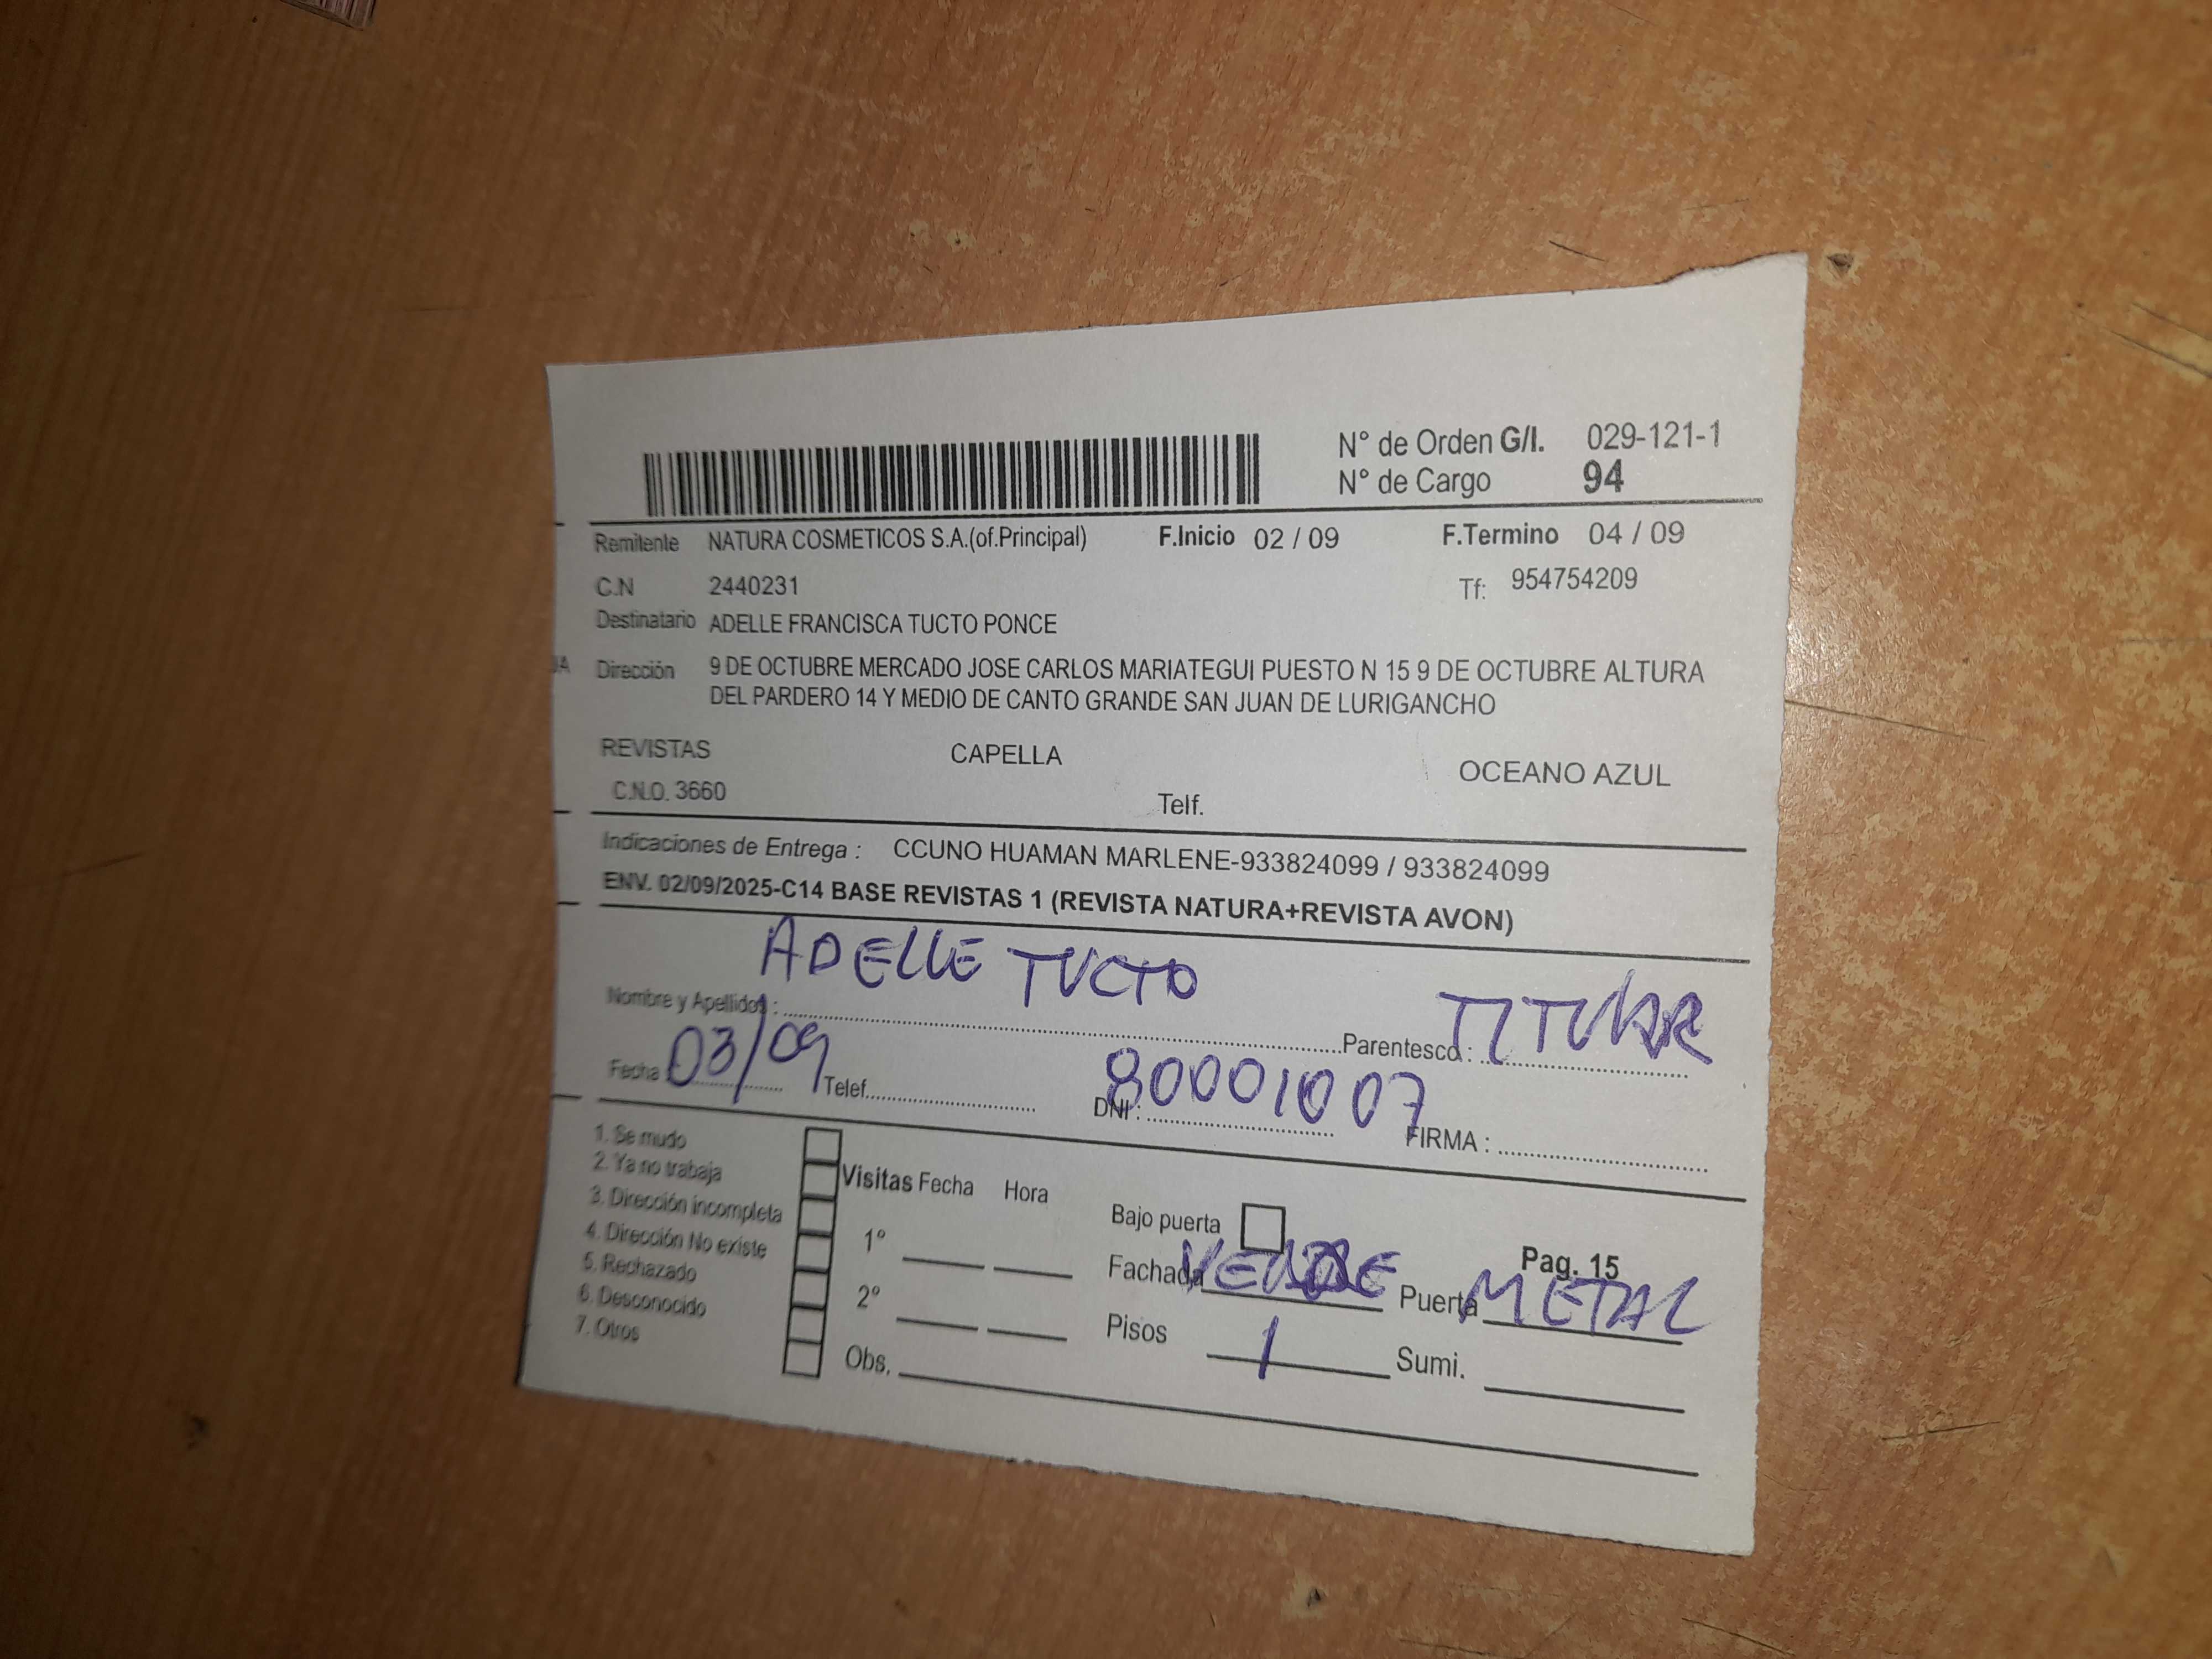 N° de Orden G/I. 029-121-1
N° de Cargo 94
Remitente NATURA COSMETICOS S.A.(of.Principal) F.Inicio 02 / 09 F.Termino 04 / 09
C.N 2440231 Tf: 954754209
Destinatario ADELLE FRANCISCA TUCTO PONCE
Dirección 9 DE OCTUBRE MERCADO JOSE CARLOS MARIATEGUI PUESTO N 15 9 DE OCTUBRE ALTURA
DEL PARDERO 14 Y MEDIO DE CANTO GRANDE SAN JUAN DE LURIGANCHO
REVISTAS CAPELLA OCEANO AZUL
C.N.O. 3660 Telf.
Indicaciones de Entrega : CCUNO HUAMAN MARLENE-933824099 / 933824099
ENV. 02/09/2025-C14 BASE REVISTAS 1 (REVISTA NATURA+REVISTA AVON)
Nombre y Apellidos : ADELLE TUCTO Parentesco : TITULAR
Fecha 03/09 Telef. DNI : 80001007 FIRMA :
1. Se mudo
2. Ya no trabaja
3. Dirección incompleta
4. Dirección No existe
5. Rechazado
6. Desconocido
7. Otros
Visitas Fecha Hora
1°
2°
Obs.
Bajo puerta Pag. 15
Fachada VERDE Puerta METAL
Pisos 1 Sumi.